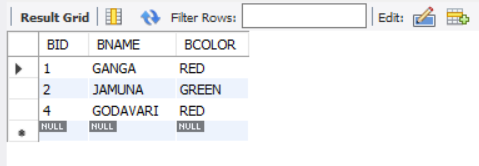 Result Grid Filter Rows: Edit:
BID BNAME BCOLOR
1 GANGA RED
2 JAMUNA GREEN
4 GODAVARI RED
NULL NULL NULL